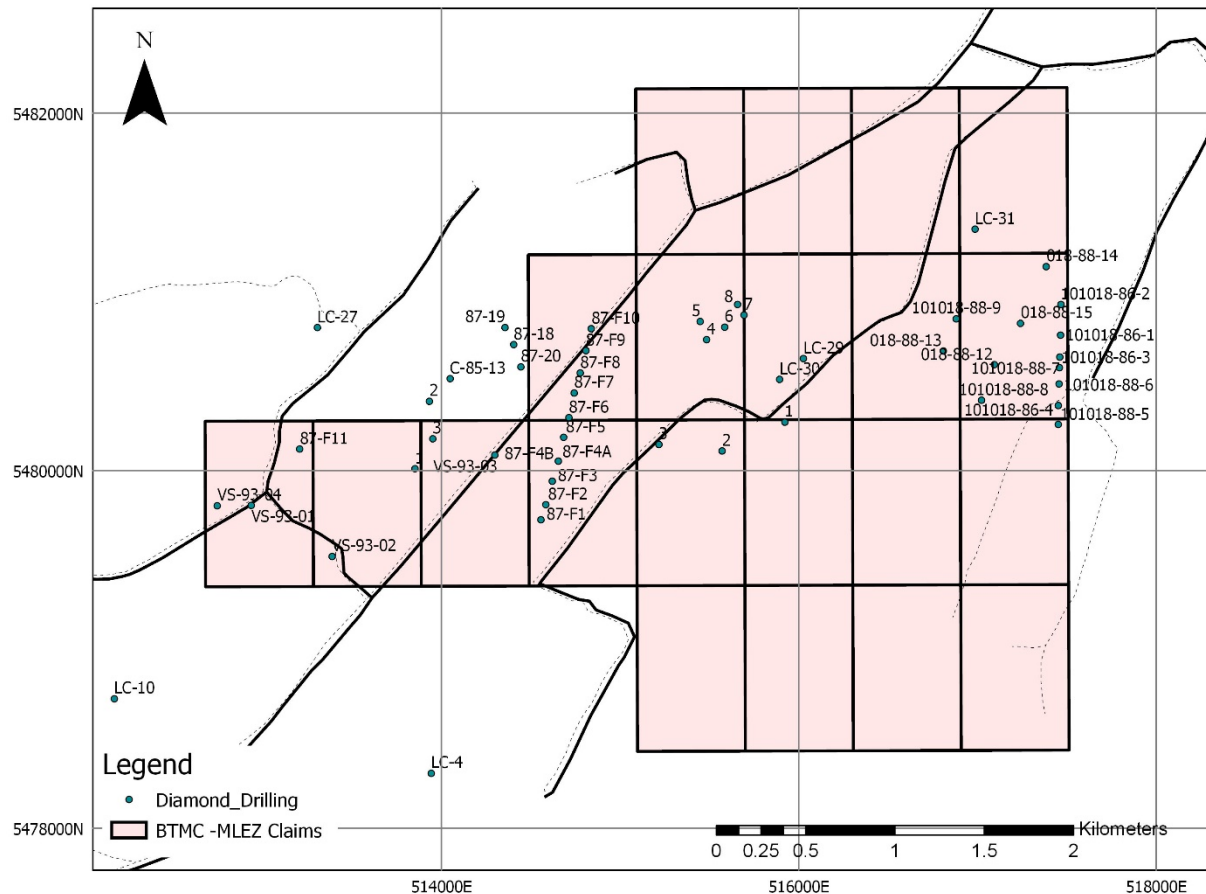 N
5482000N
LC-31
018-88-14
101018-86-2
018-88-15
101018-88-9
101018-86-1
018-88-13
018-88-12
101018-86-3
101018-88-7
101018-88-6
101018-88-8
101018-86-4
101018-88-5
LC-27
87-19
87-18
87-20
C-85-13
2
3
1
87-F10
87-F9
87-F8
87-F7
87-F6
87-F5
87-F4B
87-F4A
87-F3
87-F2
87-F1
8
7
5
6
4
LC-29
LC-30
1
3
2
5480000N
87-F11
VS-93-03
VS-93-04
VS-93-01
VS-93-02
LC-10
LC-4
Legend
Diamond_Drilling
BTMC -MLEZ Claims
5478000N
Kilometers
0 0.25 0.5 1 1.5 2
514000E 516000E 518000E